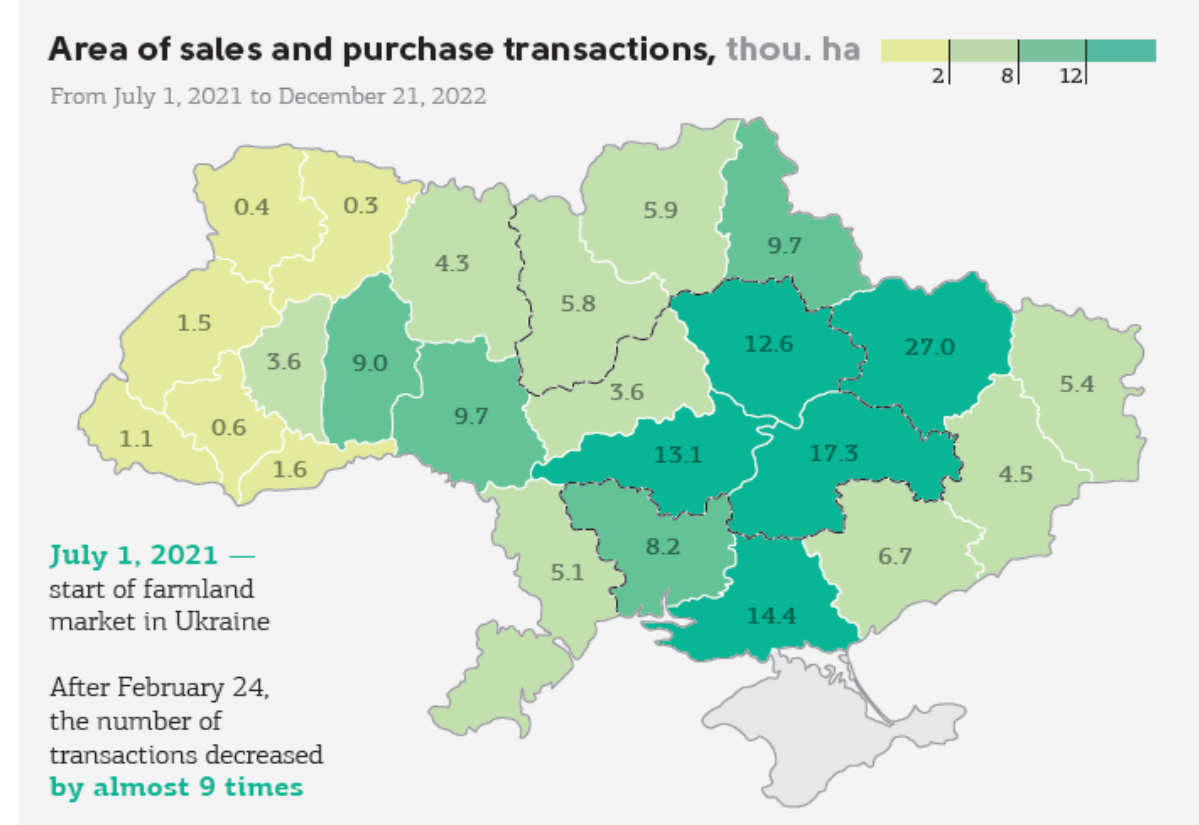 Area of sales and purchase transactions, thou. ha
2 8 12
From July 1, 2021 to December 21, 2022
0.4
0.3
5.9
9.7
4.3
5.8
1.5
3.6
9.0
12.6
27.0
5.4
3.6
9.7
0.6
1.1
1.6
13.1
17.3
4.5
8.2
5.1
6.7
14.4
July 1, 2021 —
start of farmland
market in Ukraine
After February 24,
the number of
transactions decreased
by almost 9 times